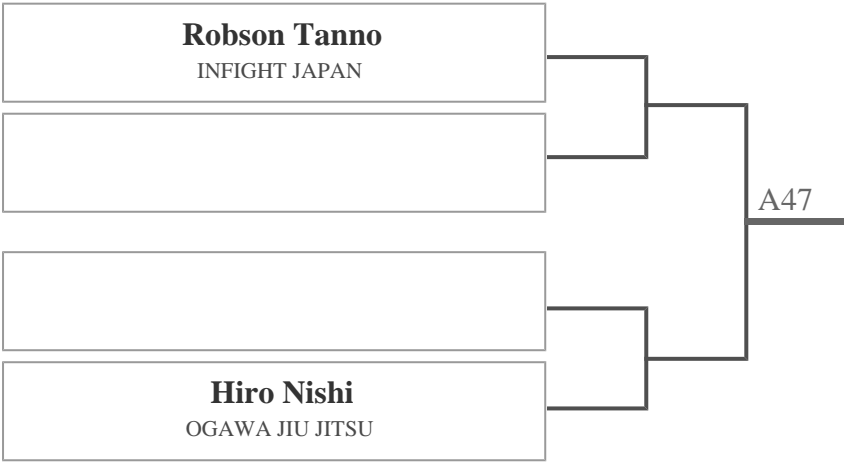 Robson Tanno
INFIGHT JAPAN
A47
Hiro Nishi
OGAWA JIU JITSU